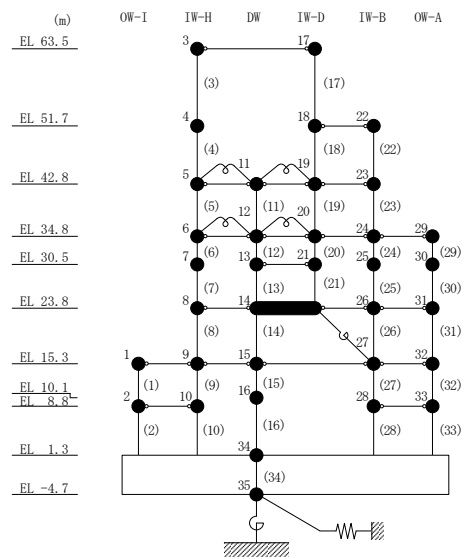 (m) OW-I IW-H DW IW-D IW-B OW-A
EL 63.5 3 17
(3) (17)
EL 51.7 4 18 22
(4) 11 19 (18) (22)
EL 42.8 5 23
(5) 12 (11) 20 (19) (23)
EL 34.8 6 24 29
(6) (12) (20) (24) (29)
EL 30.5 7 13 21 25 30
(7) (13) (21) (25) (30)
EL 23.8 8 14 26 31
(8) (14) 27 (26) (31)
EL 15.3 1 9 15 32
(1) (9) (15) (27) (32)
EL 10.1 16
EL 8.8 2 10 28 33
(2) (10) (16) (28) (33)
EL 1.3 34
(34)
EL -4.7 35